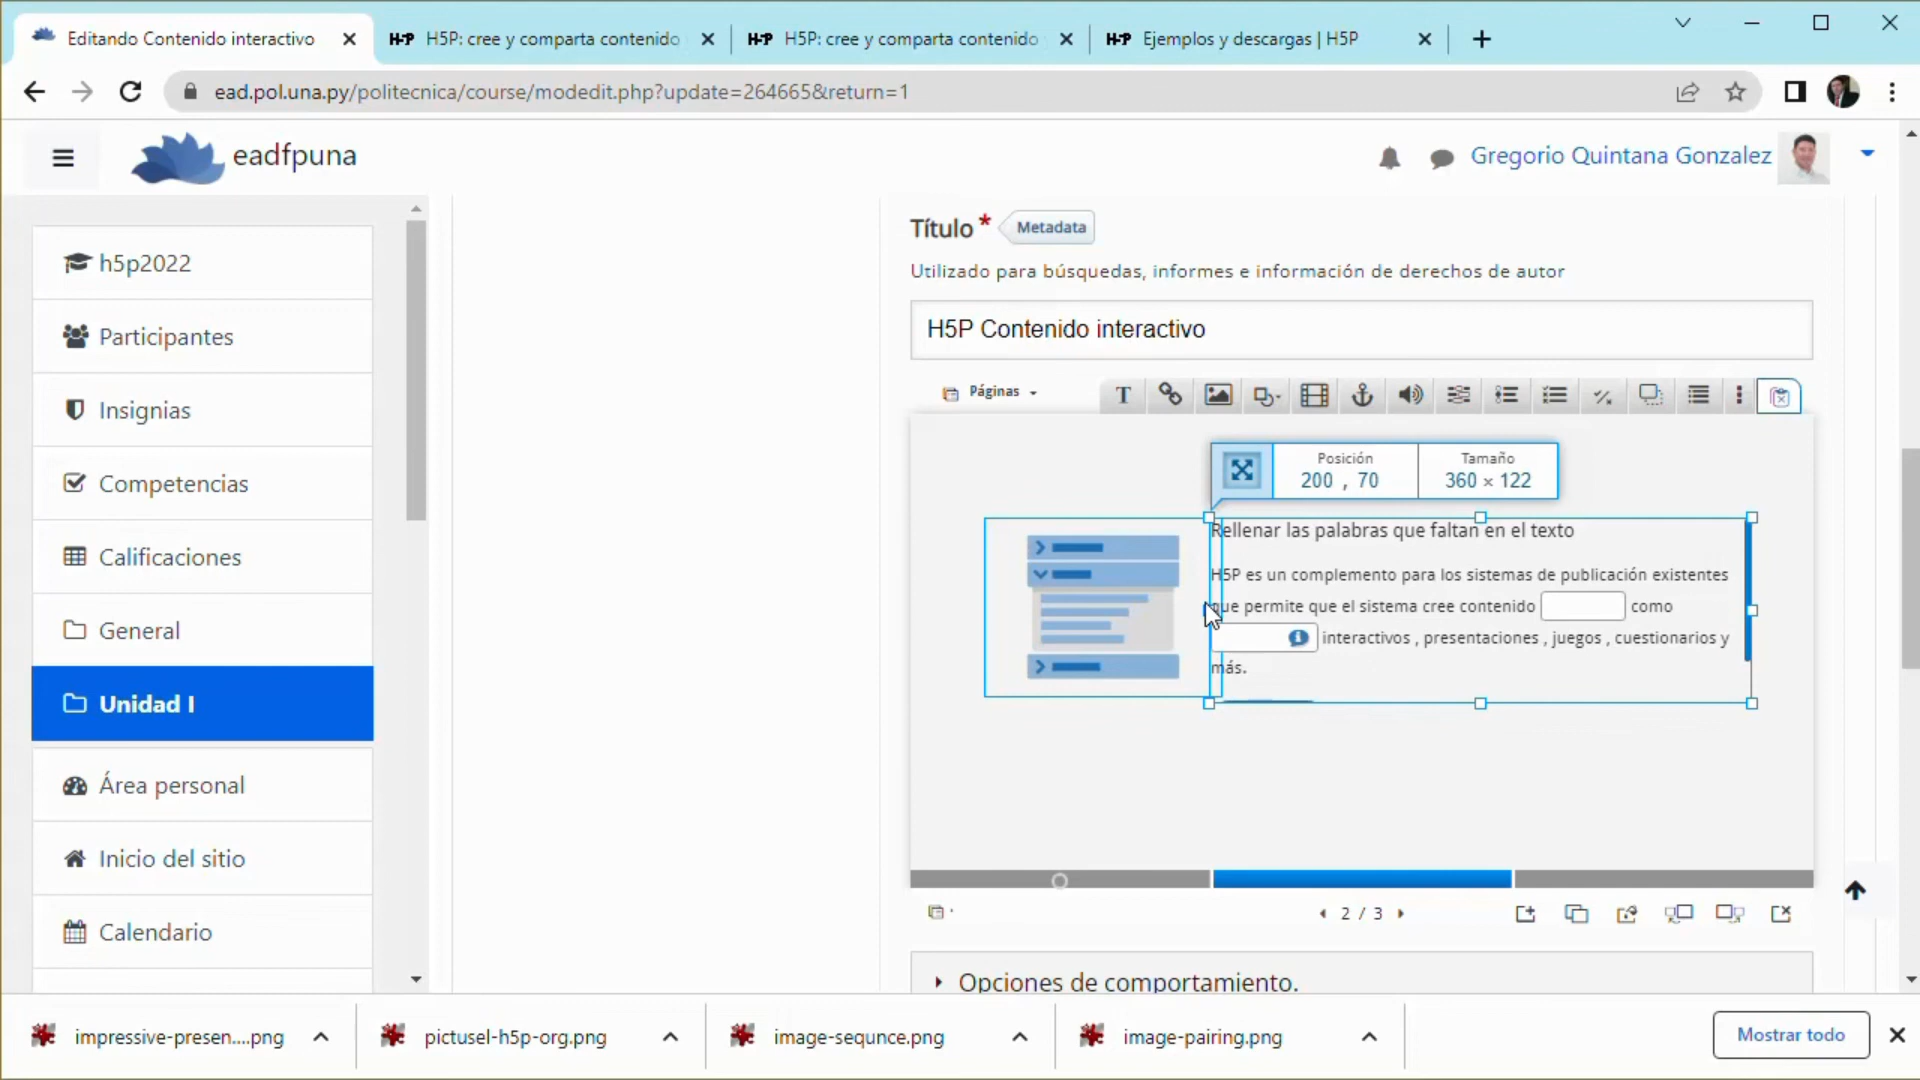 Editando Contenido interactivo
H-P H5P: cree y comparta contenido
H-P H5P: cree y comparta contenido
H-P Ejemplos y descargas | H5P
ead.pol.una.py/politecnica/course/modedit.php?update=264665&return=1
eadfpuna
Gregorio Quintana Gonzalez
h5p2022
Participantes
Insignias
Competencias
Calificaciones
General
Unidad I
Área personal
Inicio del sitio
Calendario
Título * Metadata
Utilizado para búsquedas, informes e información de derechos de autor
H5P Contenido interactivo
Páginas
T
Posición
200 , 70
Tamaño
360 × 122
Rellenar las palabras que faltan en el texto
H5P es un complemento para los sistemas de publicación existentes
que permite que el sistema cree contenido como
interactivos , presentaciones , juegos , cuestionarios y
más.
2 / 3
Opciones de comportamiento.
impressive-presen....png
pictusel-h5p-org.png
image-sequnce.png
image-pairing.png
Mostrar todo